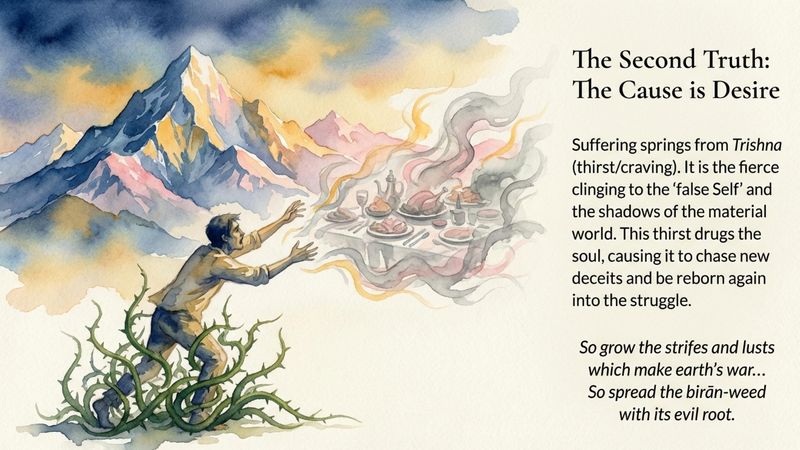 The Second Truth:
The Cause is Desire
Suffering springs from Trishna
(thirst/craving). It is the fierce
clinging to the ‘false Self’ and
the shadows of the material
world. This thirst drugs the
soul, causing it to chase new
deceits and be reborn again
into the struggle.
So grow the strifes and lusts
which make earth’s war...
So spread the birān-weed
with its evil root.